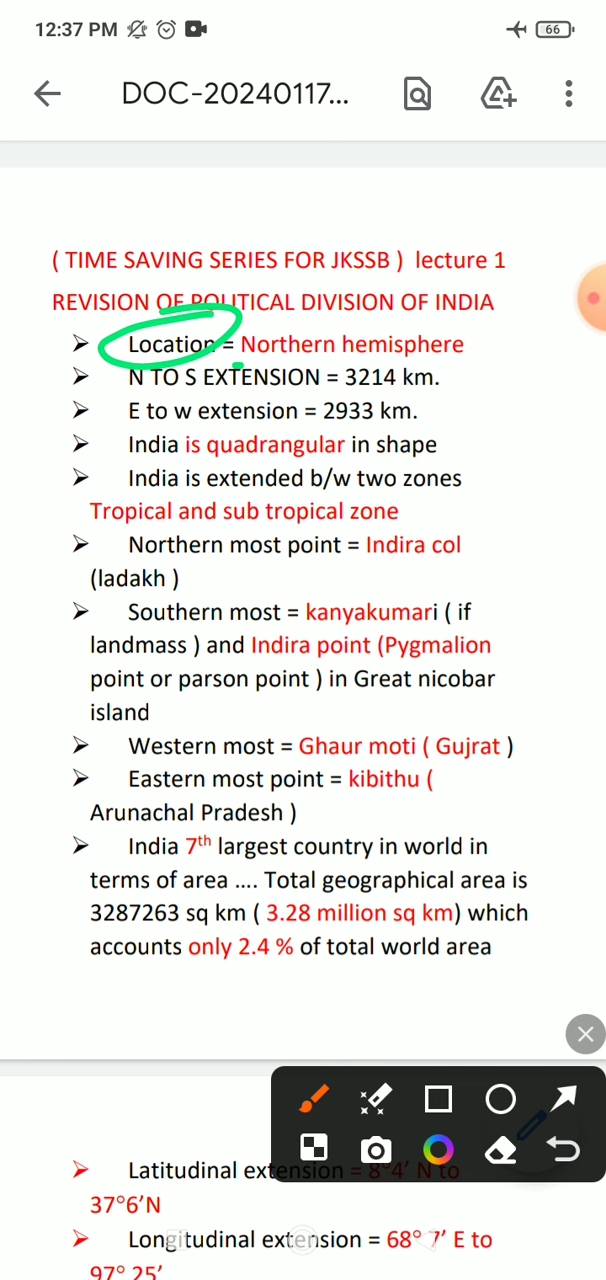 12:37 PM
66
DOC-20240117...
( TIME SAVING SERIES FOR JKSSB ) lecture 1
REVISION OF POLITICAL DIVISION OF INDIA
➤ Location = Northern hemisphere
➤ N TO S EXTENSION = 3214 km.
➤ E to w extension = 2933 km.
➤ India is quadrangular in shape
➤ India is extended b/w two zones
Tropical and sub tropical zone
➤ Northern most point = Indira col
(ladakh )
➤ Southern most = kanyakumari ( if
landmass ) and Indira point (Pygmalion
point or parson point ) in Great nicobar
island
➤ Western most = Ghaur moti ( Gujrat )
➤ Eastern most point = kibithu (
Arunachal Pradesh )
➤ India 7th largest country in world in
terms of area .... Total geographical area is
3287263 sq km ( 3.28 million sq km) which
accounts only 2.4 % of total world area
➤ Latitudinal extension = 8°4’ N to
37°6’N
➤ Longitudinal extension = 68° 7’ E to
97° 25’